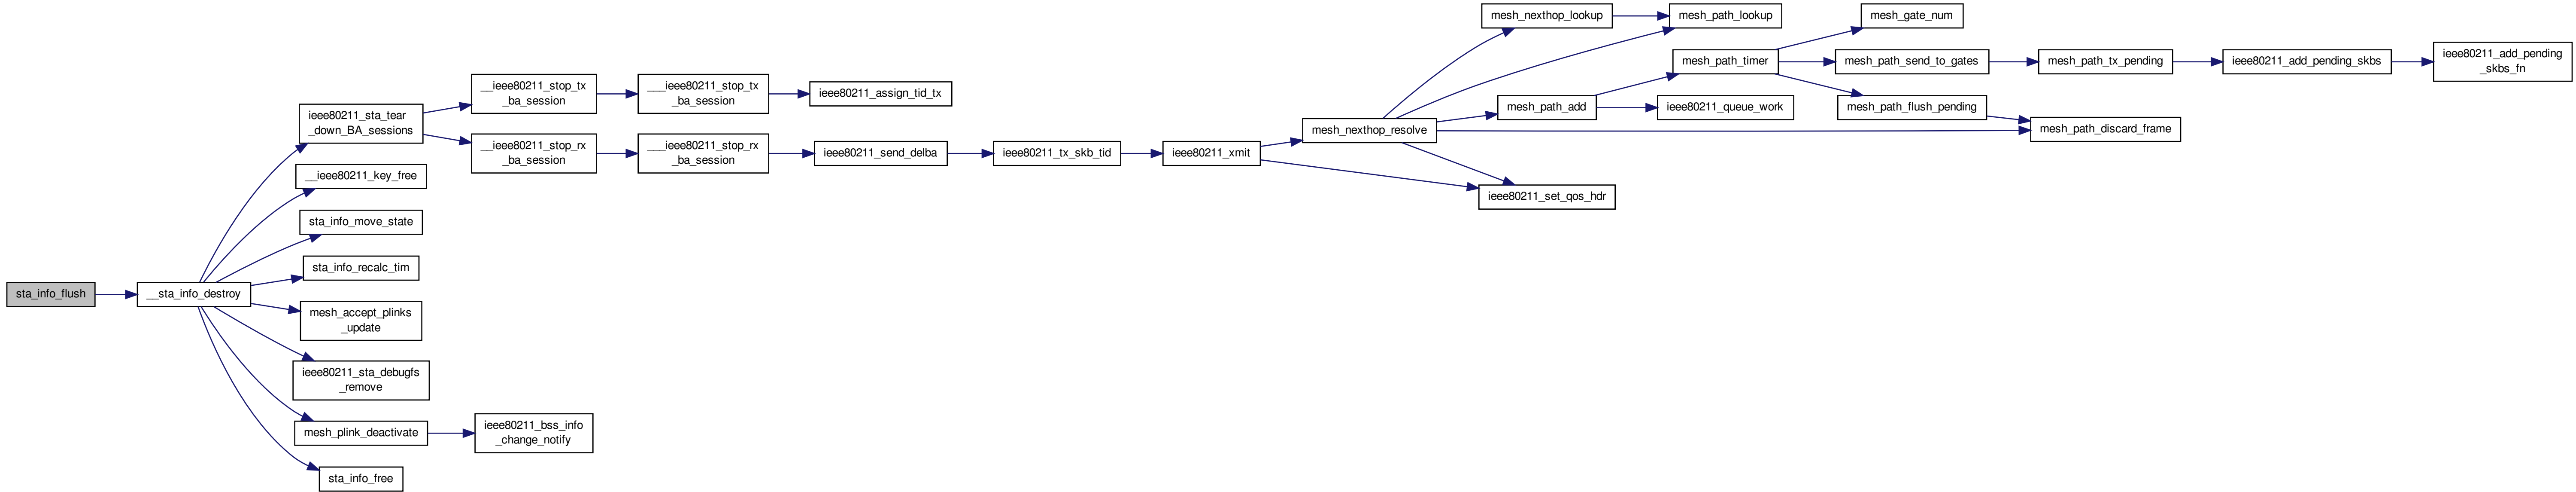 sta_info_flush
__sta_info_destroy
ieee80211_sta_tear
_down_BA_sessions
__ieee80211_key_free
sta_info_move_state
sta_info_recalc_tim
mesh_accept_plinks
_update
ieee80211_sta_debugfs
_remove
mesh_plink_deactivate
sta_info_free
__ieee80211_stop_tx
_ba_session
__ieee80211_stop_rx
_ba_session
ieee80211_bss_info
_change_notify
___ieee80211_stop_tx
_ba_session
___ieee80211_stop_rx
_ba_session
ieee80211_assign_tid_tx
ieee80211_send_delba
ieee80211_tx_skb_tid
ieee80211_xmit
mesh_nexthop_resolve
mesh_nexthop_lookup
mesh_path_add
ieee80211_set_qos_hdr
mesh_path_lookup
mesh_path_timer
ieee80211_queue_work
mesh_gate_num
mesh_path_send_to_gates
mesh_path_flush_pending
mesh_path_tx_pending
mesh_path_discard_frame
ieee80211_add_pending_skbs
ieee80211_add_pending
_skbs_fn